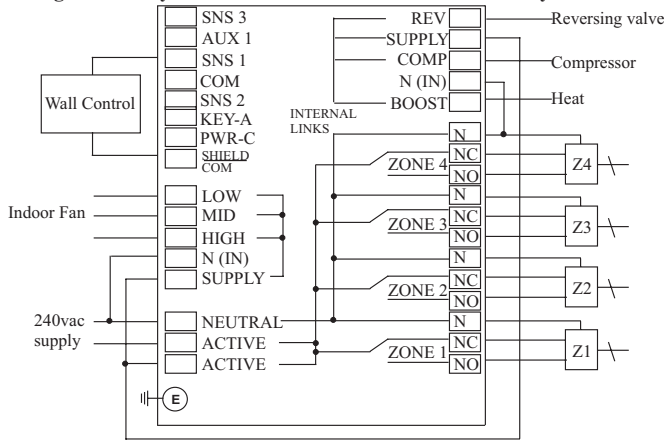 SNS 3
AUX 1
SNS 1
COM
SNS 2
KEY-A
PWR-C
SHIELD
COM
Wall Control
LOW
MID
HIGH
N (IN)
SUPPLY
Indoor Fan
240vac
supply
NEUTRAL
ACTIVE
ACTIVE
E
INTERNAL
LINKS
REV
SUPPLY
COMP
N (IN)
BOOST
Reversing valve
Compressor
Heat
N
NC
NO
ZONE 4
Z4
N
NC
NO
ZONE 3
Z3
N
NC
NO
ZONE 2
Z2
N
NC
NO
ZONE 1
Z1